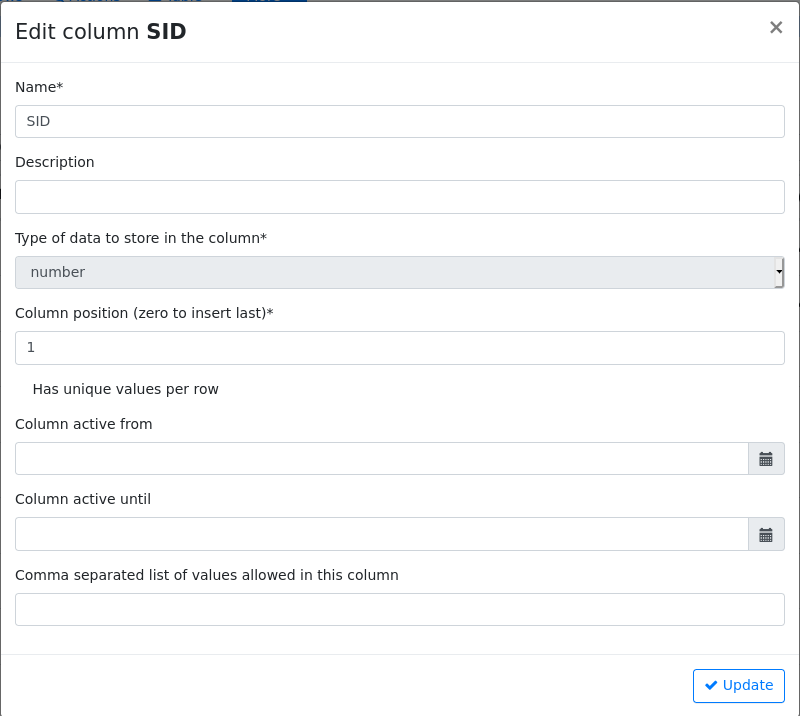 Edit column SID
×
Name*
SID
Description
Type of data to store in the column*
number
Column position (zero to insert last)*
1
Has unique values per row
Column active from
Column active until
Comma separated list of values allowed in this column
Update